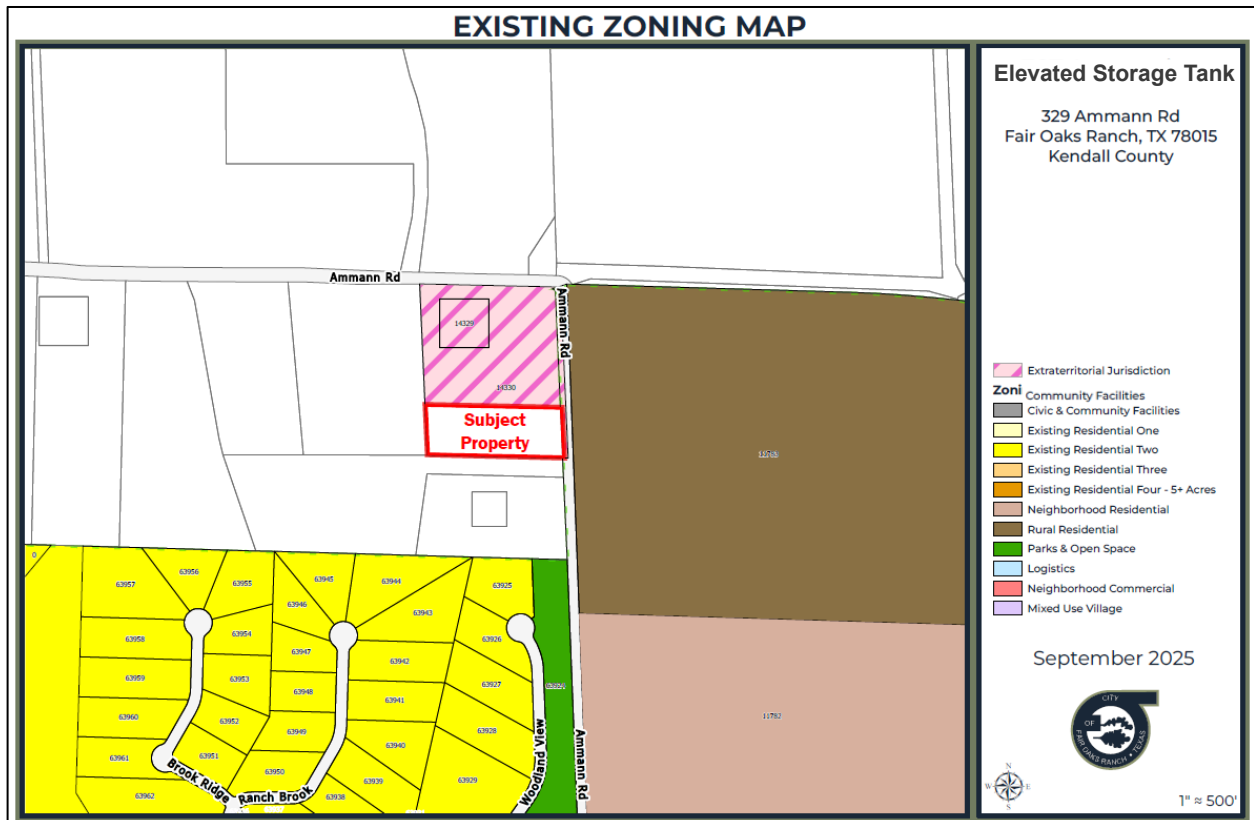 EXISTING ZONING MAP
Elevated Storage Tank
329 Ammann Rd
Fair Oaks Ranch, TX 78015
Kendall County
Ammann Rd
Ammann Rd
14329
14330
Subject
Property
Extraterritorial Jurisdiction
Zoni
Community Facilities
Civic & Community Facilities
Existing Residential One
Existing Residential Two
Existing Residential Three
Existing Residential Four - 5+ Acres
Neighborhood Residential
Rural Residential
Parks & Open Space
Logistics
Neighborhood Commercial
Mixed Use Village
0
63957
63956
63955
63945
63944
63925
63946
63943
63958
63954
63926
63947
63942
63959
63953
63948
63927
63924
63941
63960
63952
63949
63928
11793
63940
63961
63951
63950
63939
63929
63962
63938
Brook Ridge
Ranch Brook
Woodland View
Ammann Rd
September 2025
CITY
OF
FAIR OAKS RANCH • TEXAS
N
W E
S
1" ≈ 500'